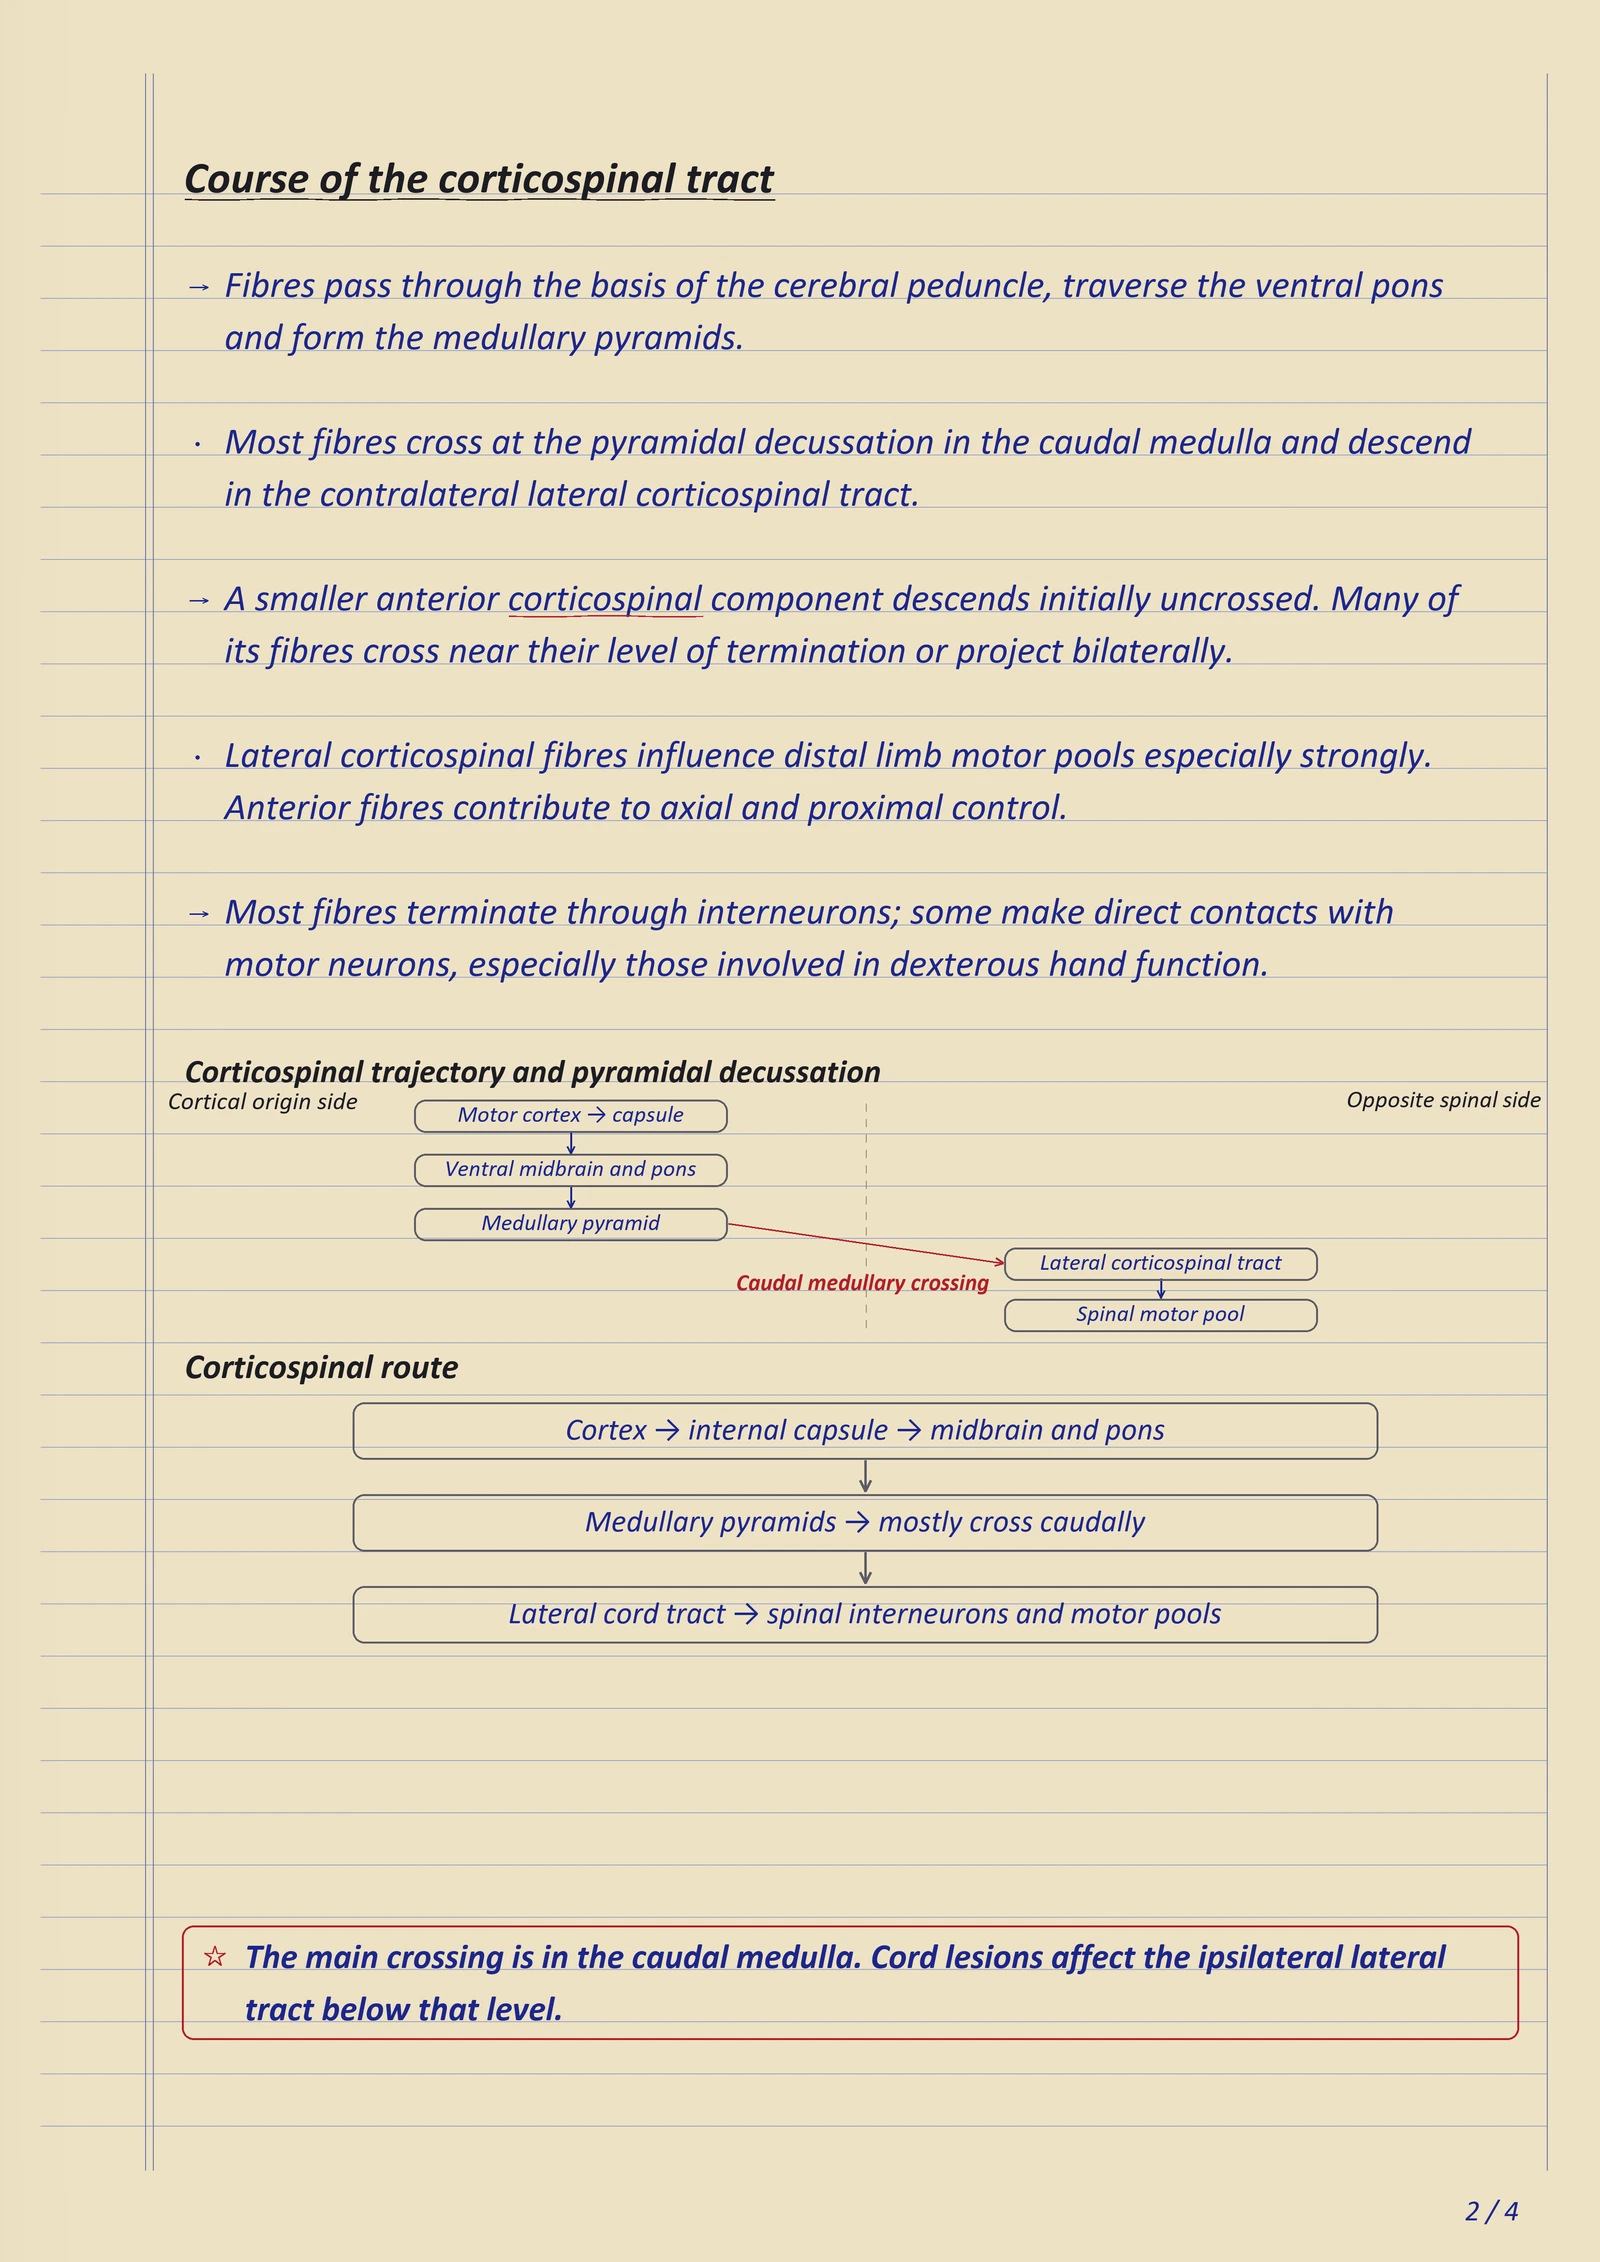 Course of the corticospinal tract
→ Fibres pass through the basis of the cerebral peduncle, traverse the ventral pons
and form the medullary pyramids.
· Most fibres cross at the pyramidal decussation in the caudal medulla and descend
in the contralateral lateral corticospinal tract.
→ A smaller anterior corticospinal component descends initially uncrossed. Many of
its fibres cross near their level of termination or project bilaterally.
· Lateral corticospinal fibres influence distal limb motor pools especially strongly.
Anterior fibres contribute to axial and proximal control.
→ Most fibres terminate through interneurons; some make direct contacts with
motor neurons, especially those involved in dexterous hand function.
Corticospinal trajectory and pyramidal decussation
Cortical origin side
Opposite spinal side
Motor cortex → capsule
Ventral midbrain and pons
Medullary pyramid
Lateral corticospinal tract
Caudal medullary crossing
Spinal motor pool
Corticospinal route
Cortex → internal capsule → midbrain and pons
Medullary pyramids → mostly cross caudally
Lateral cord tract → spinal interneurons and motor pools
☆ The main crossing is in the caudal medulla. Cord lesions affect the ipsilateral lateral
tract below that level.
2 / 4